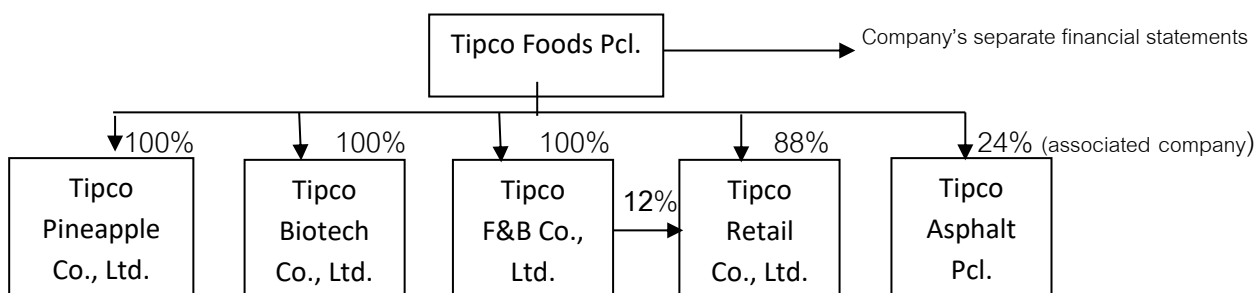 Tipco Foods Pcl.
Company's separate financial statements
100%
100%
100%
88%
24% (associated company)
Tipco
Pineapple
Co., Ltd.
Tipco
Biotech
Co., Ltd.
Tipco
F&B Co.,
Ltd.
12%
Tipco
Retail
Co., Ltd.
Tipco
Asphalt
Pcl.